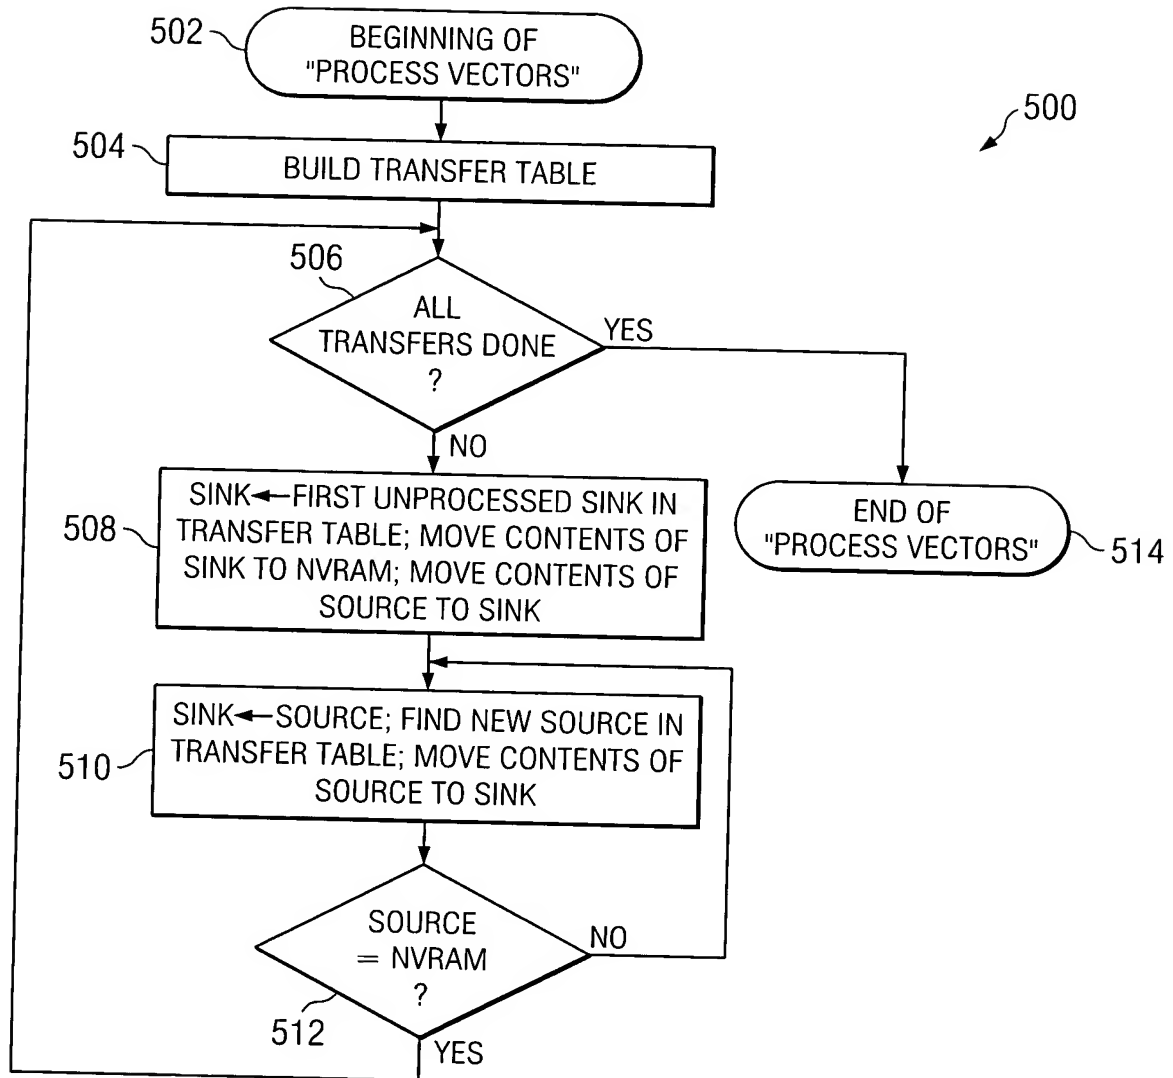 502
BEGINNING OF
"PROCESS VECTORS"
500
504
BUILD TRANSFER TABLE
506
ALL
TRANSFERS DONE
?
YES
NO
508
SINK←FIRST UNPROCESSED SINK IN
TRANSFER TABLE; MOVE CONTENTS OF
SINK TO NVRAM; MOVE CONTENTS OF
SOURCE TO SINK
END OF
"PROCESS VECTORS"
514
510
SINK←SOURCE; FIND NEW SOURCE IN
TRANSFER TABLE; MOVE CONTENTS OF
SOURCE TO SINK
SOURCE
= NVRAM
?
NO
512
YES